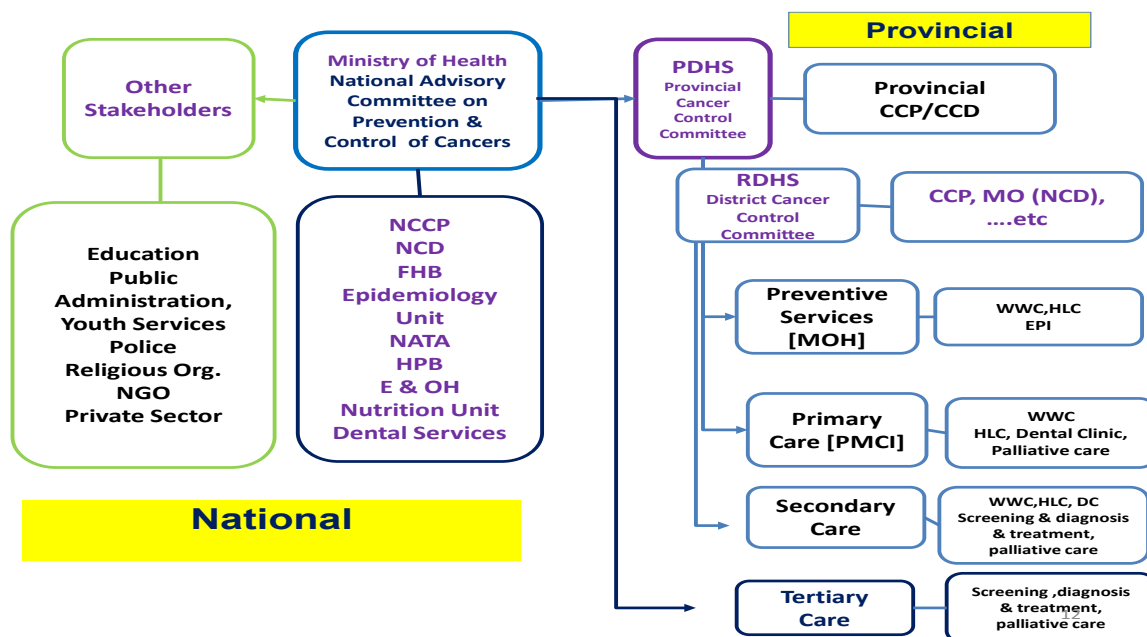 Provincial
Other
Stakeholders
Ministry of Health
National Advisory
Committee on
Prevention &
Control of Cancers
PDHS
Provincial
Cancer
Control
Committee
Provincial
CCP/CCD
RDHS
District Cancer
Control
Committee
CCP, MO (NCD),
....etc
Education
Public
Administration,
Youth Services
Police
Religious Org.
NGO
Private Sector
NCCP
NCD
FHB
Epidemiology
Unit
NATA
HPB
E & OH
Nutrition Unit
Dental Services
Preventive
Services
[MOH]
WWC,HLC
EPI
Primary
Care [PMCI]
WWC
HLC, Dental Clinic,
Palliative care
National
Secondary
Care
WWC,HLC, DC
Screening & diagnosis
& treatment,
palliative care
Tertiary
Care
Screening ,diagnosis
& treatment,
palliative care
12